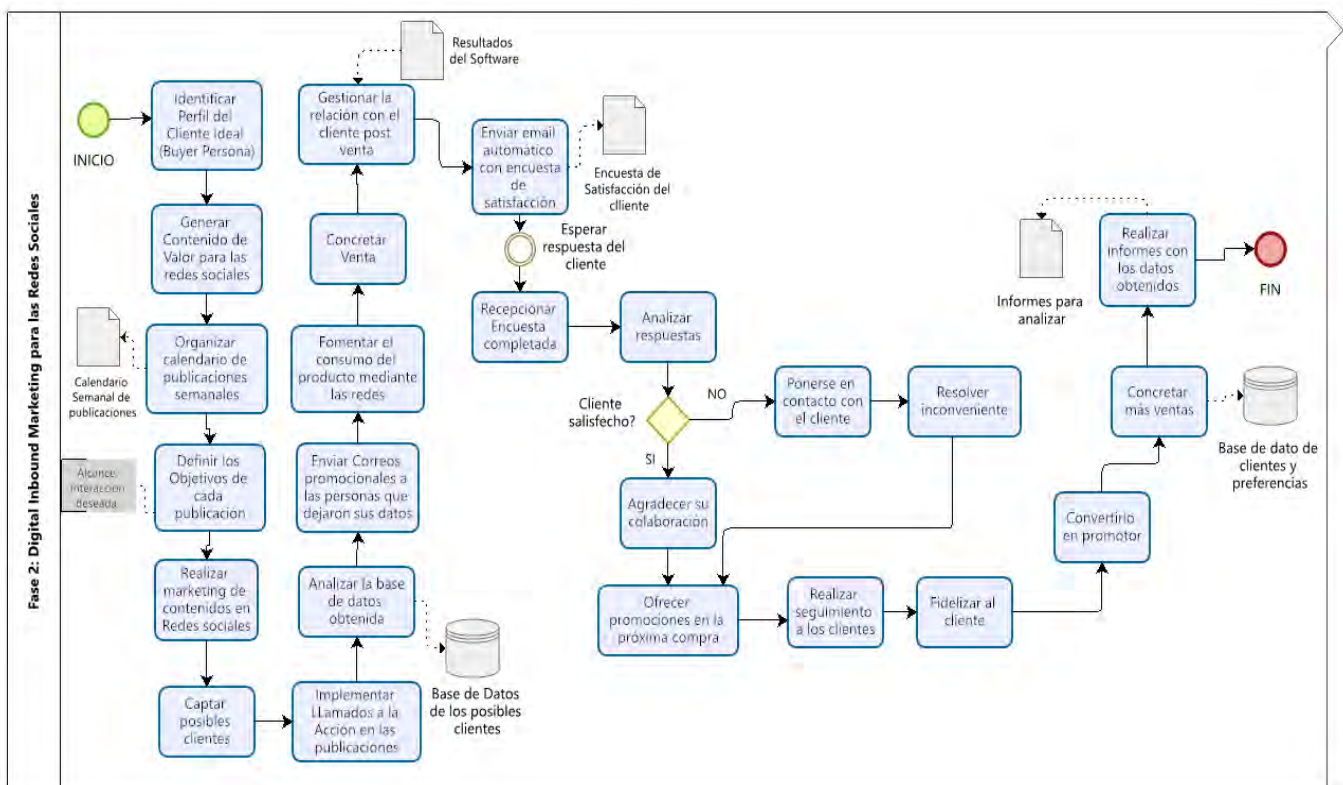 Fase 2: Digital Inbound Marketing para las Redes Sociales
INICIO
Identificar
Perfil del
Cliente Ideal
(Buyer Persona)
Generar
Contenido de
Valor para las
redes sociales
Organizar
calendario de
publicaciones
semanales
Calendario
Semanal de
publicaciones
Definir los
Objetivos de
cada
publicación
Alcance
Interacción
deseada
Realizar
marketing de
contenidos en
Redes sociales
Captar
posibles
clientes
Implementar
LLamados a la
Acción en las
publicaciones
Analizar la base
de datos
obtenida
Base de Datos
de los posibles
clientes
Enviar Correos
promocionales a
las personas que
dejaron sus datos
Fomentar el
consumo del
producto mediante
las redes
Concretar
Venta
Gestionar la
relación con el
cliente post
venta
Resultados
del Software
Enviar email
automático
con encuesta
de
satisfacción
Encuesta de
Satisfacción del
clliente
Esperar
respuesta del
cliente
Recepcionar
Encuesta
completada
Analizar
respuestas
Cliente
satisfecho?
NO
Ponerse en
contacto con
el cliente
Resolver
inconveniente
SI
Agradecer su
colaboración
Ofrecer
promociones en la
próxima compra
Realizar
seguimiento
a los clientes
Fidelizar al
cliente
Convertirlo
en promotor
Concretar
más ventas
Base de dato de
clientes y
preferencias
Realizar
informes con
los datos
obtenidos
Informes para
analizar
FIN